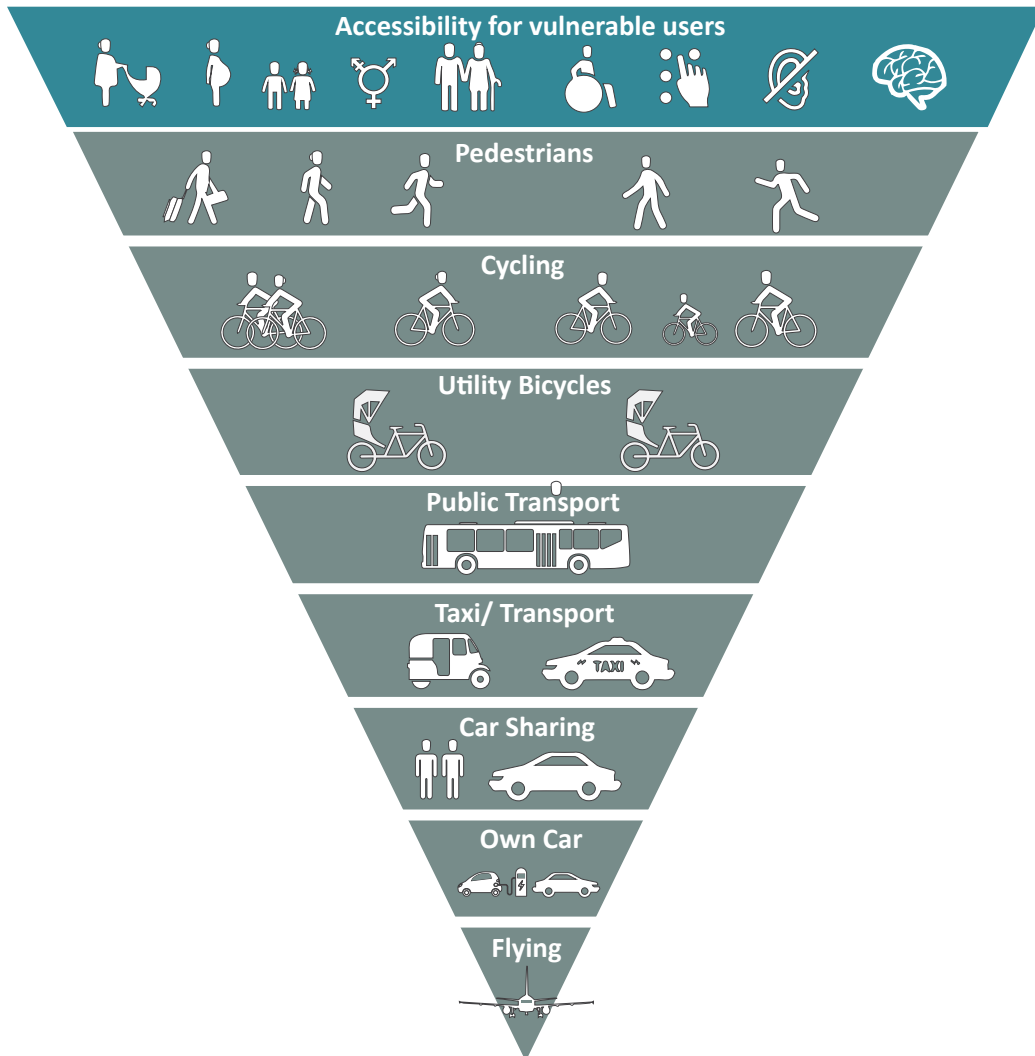 Accessibility for vulnerable users
Pedestrians
Cycling
Utility Bicycles
Public Transport
Taxi/ Transport
TAXI
Car Sharing
Own Car
Flying